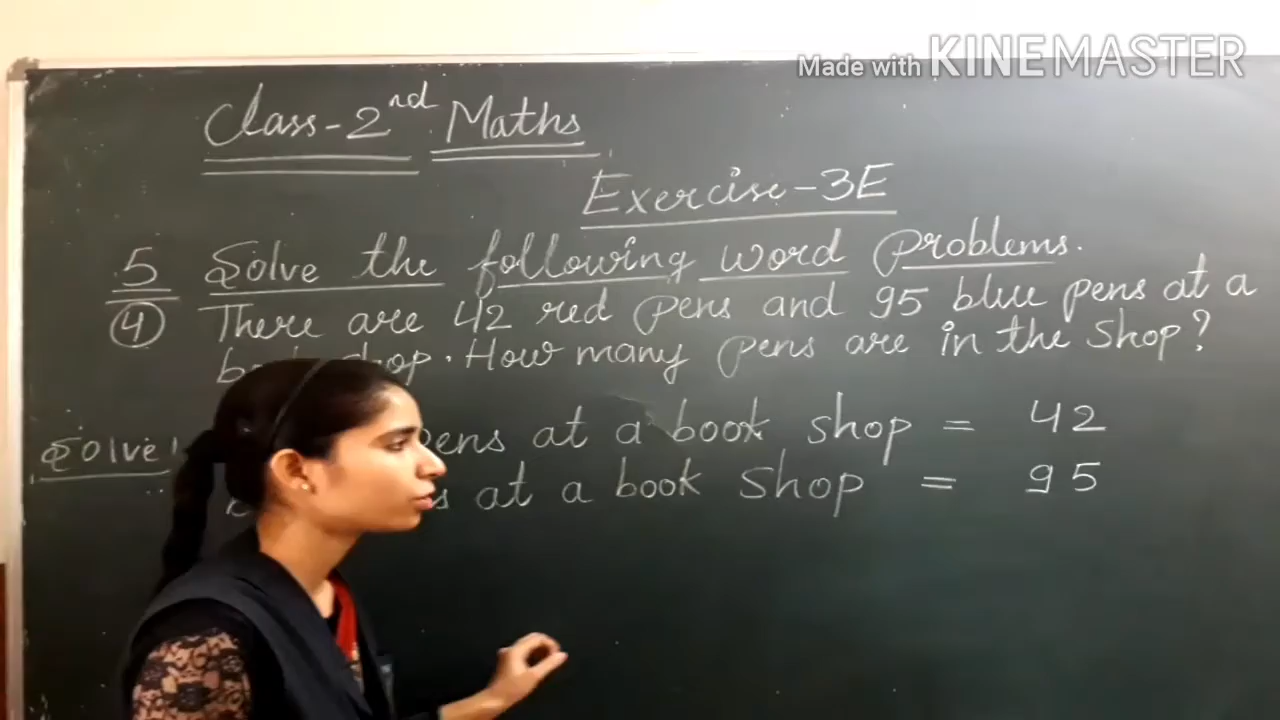 Made with KINEMASTER
Class-2nd Maths
Exercise-3E
5 Solve the following word problems.
④ There are 42 red pens and 95 blue pens at a
shop. How many pens are in the shop?
Solve pens at a book shop = 42
at a book shop = 95